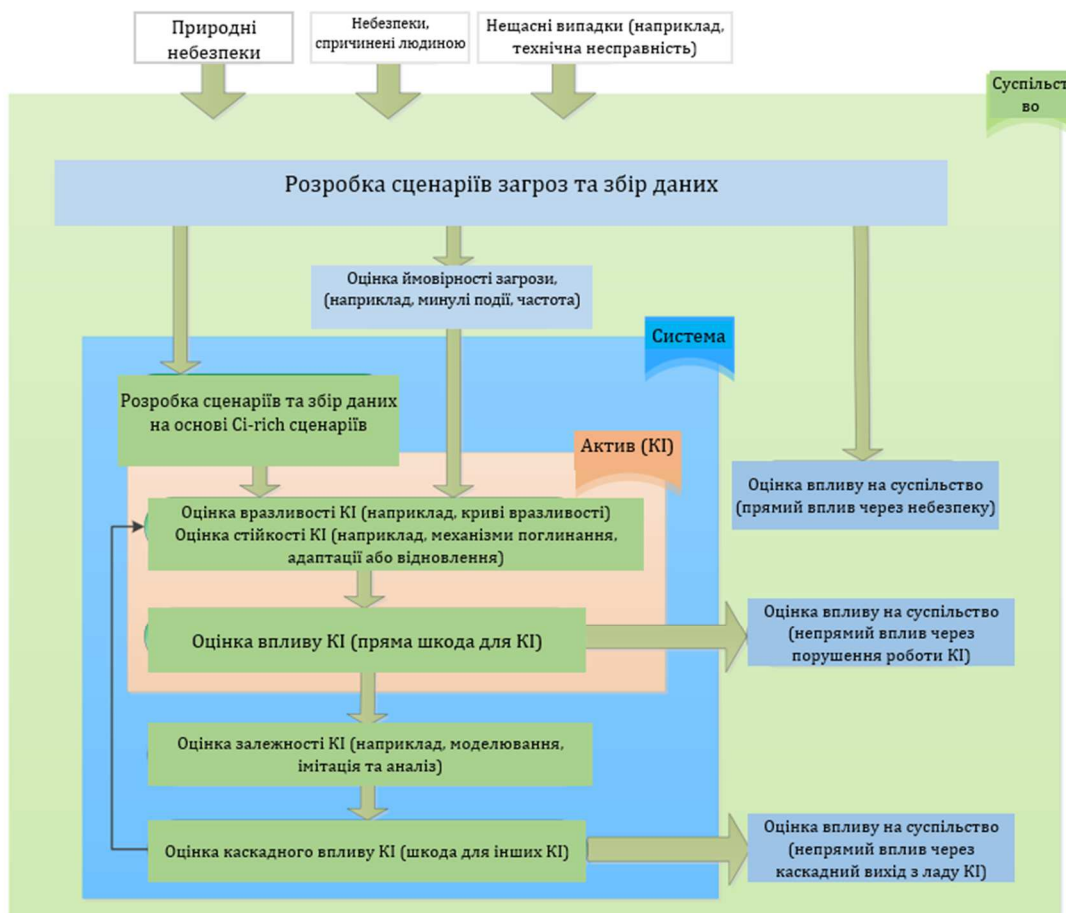 Природні
небезпеки
Небезпеки,
спричинені людиною
Нещасні випадки (наприклад,
технічна несправність)
Суспільст
во
Розробка сценаріїв загроз та збір даних
Оцінка ймовірності загрози,
(наприклад, минулі події, частота)
Система
Розробка сценаріїв та збір даних
на основі Ci-rich сценаріїв
Актив (КІ)
Оцінка впливу на суспільство
(прямий вплив через небезпеку)
Оцінка вразливості КІ (наприклад, криві вразливості)
Оцінка стійкості КІ (наприклад, механізми поглинання,
адаптації або відновлення)
Оцінка впливу КІ (пряма шкода для КІ)
Оцінка впливу на суспільство
(непрямий вплив через
порушення роботи КІ)
Оцінка залежності КІ (наприклад, моделювання,
імітація та аналіз)
Оцінка каскадного впливу КІ (шкода для інших КІ)
Оцінка впливу на суспільство
(непрямий вплив через
каскадний вихід з ладу КІ)